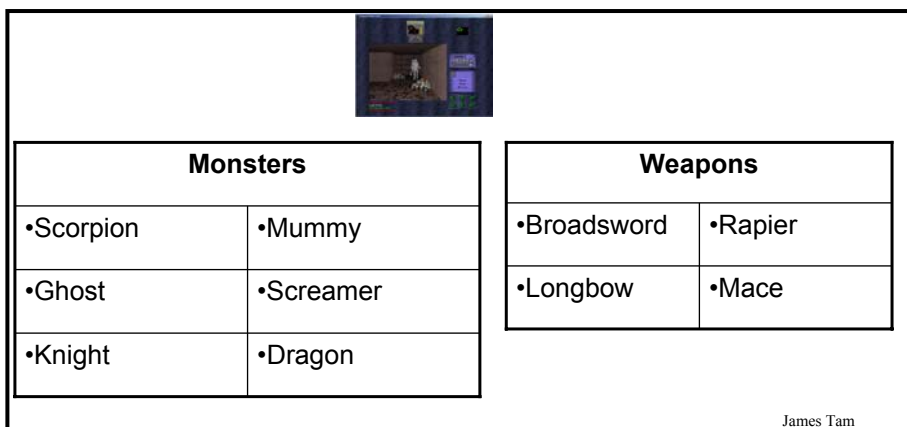 Monsters
•Scorpion •Mummy
•Ghost •Screamer
•Knight •Dragon
Weapons
•Broadsword •Rapier
•Longbow •Mace
James Tam